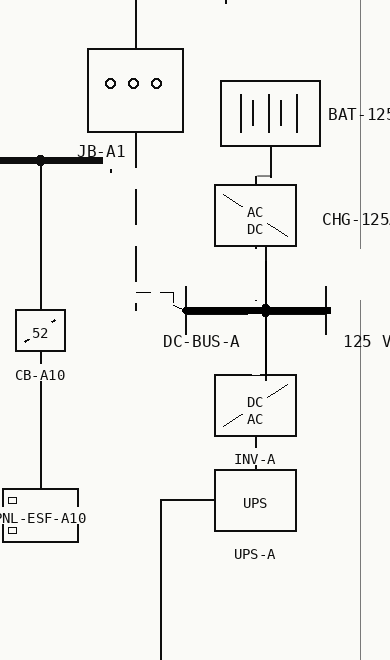 JB-A1
BAT-125
AC
DC
CHG-125
52
DC-BUS-A
125 V
CB-A10
DC
AC
INV-A
UPS
PNL-ESF-A10
UPS-A